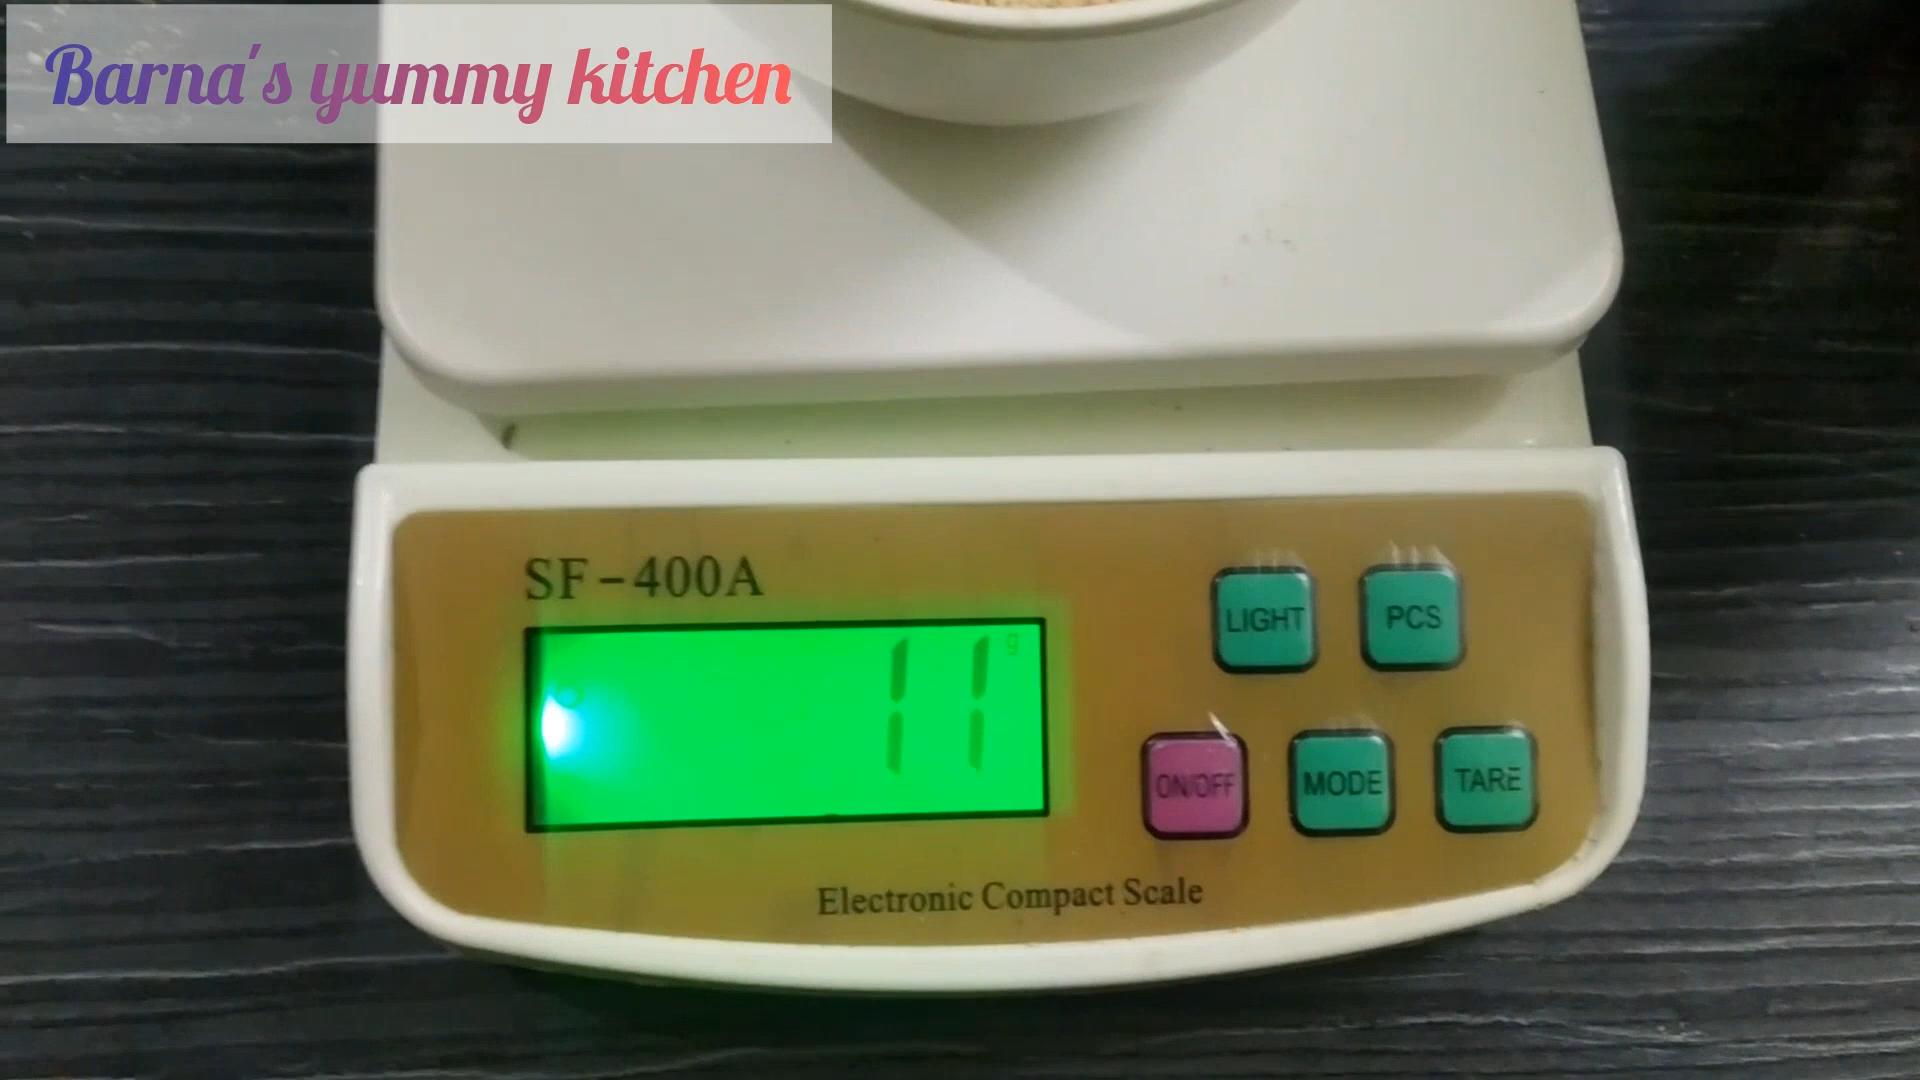 Barna's yummy kitchen
SF-400A
11 g
LIGHT
PCS
ON/OFF
MODE
TARE
Electronic Compact Scale